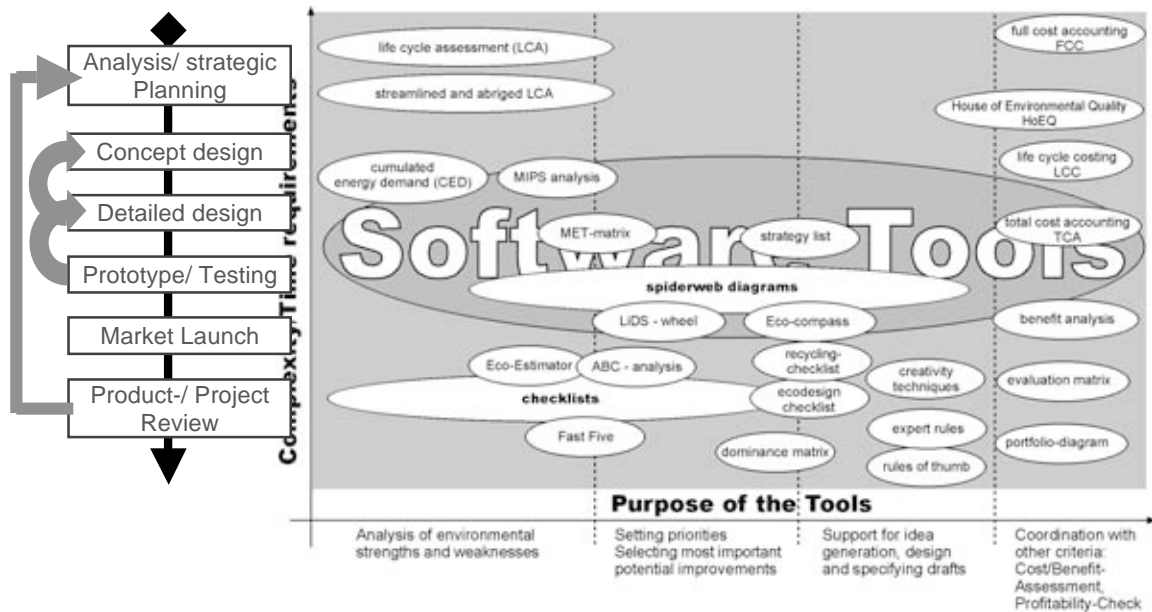 Analysis/ strategic
Planning
Concept design
Detailed design
Prototype/ Testing
Market Launch
Product-/ Project
Review
Complexity/Time requirements
life cycle assessment (LCA)
streamlined and abriged LCA
cumulated
energy demand (CED)
MIPS analysis
full cost accounting
FCC
House of Environmental Quality
HoEQ
life cycle costing
LCC
Software Tools
MET-matrix
strategy list
total cost accounting
TCA
spiderweb diagrams
LiDS - wheel
Eco-compass
benefit analysis
Eco-Estimator
ABC - analysis
recycling-
checklist
creativity
techniques
evaluation matrix
checklists
ecodesign
checklist
Fast Five
dominance matrix
expert rules
rules of thumb
portfolio-diagram
Purpose of the Tools
Analysis of environmental
strengths and weaknesses
Setting priorities
Selecting most important
potential improvements
Support for idea
generation, design
and specifying drafts
Coordination with
other criteria:
Cost/Benefit-
Assessment,
Profitability-Check